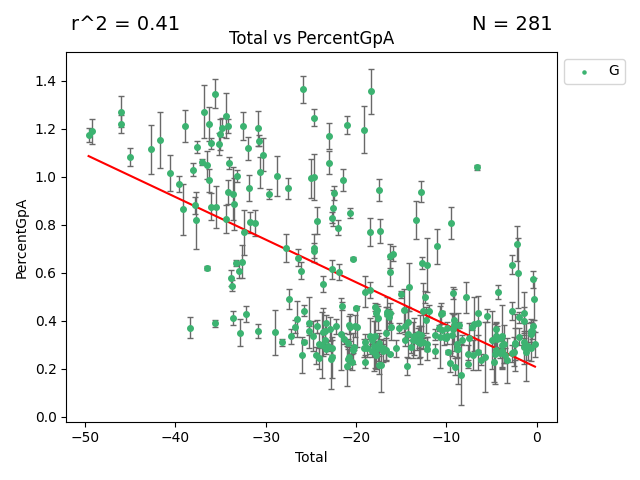 r^2 = 0.41
N = 281
Total vs PercentGpA
G
PercentGpA
1.4
1.2
1.0
0.8
0.6
0.4
0.2
0.0
−50
−40
−30
−20
−10
0
Total